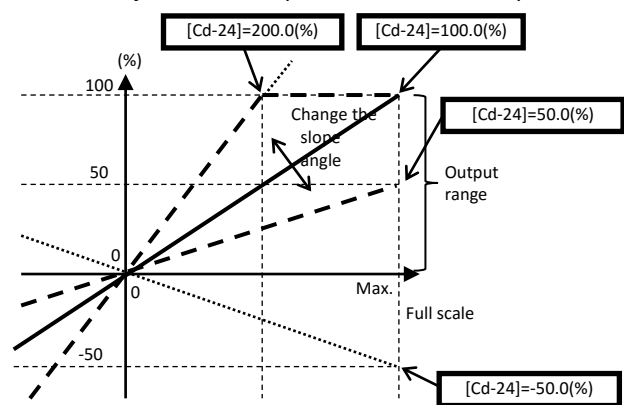 [Cd-24]=200.0(%)
[Cd-24]=100.0(%)
(%)
100
Change the
slope
angle
[Cd-24]=50.0(%)
50
Output
range
0
0
Max.
Full scale
-50
[Cd-24]=-50.0(%)